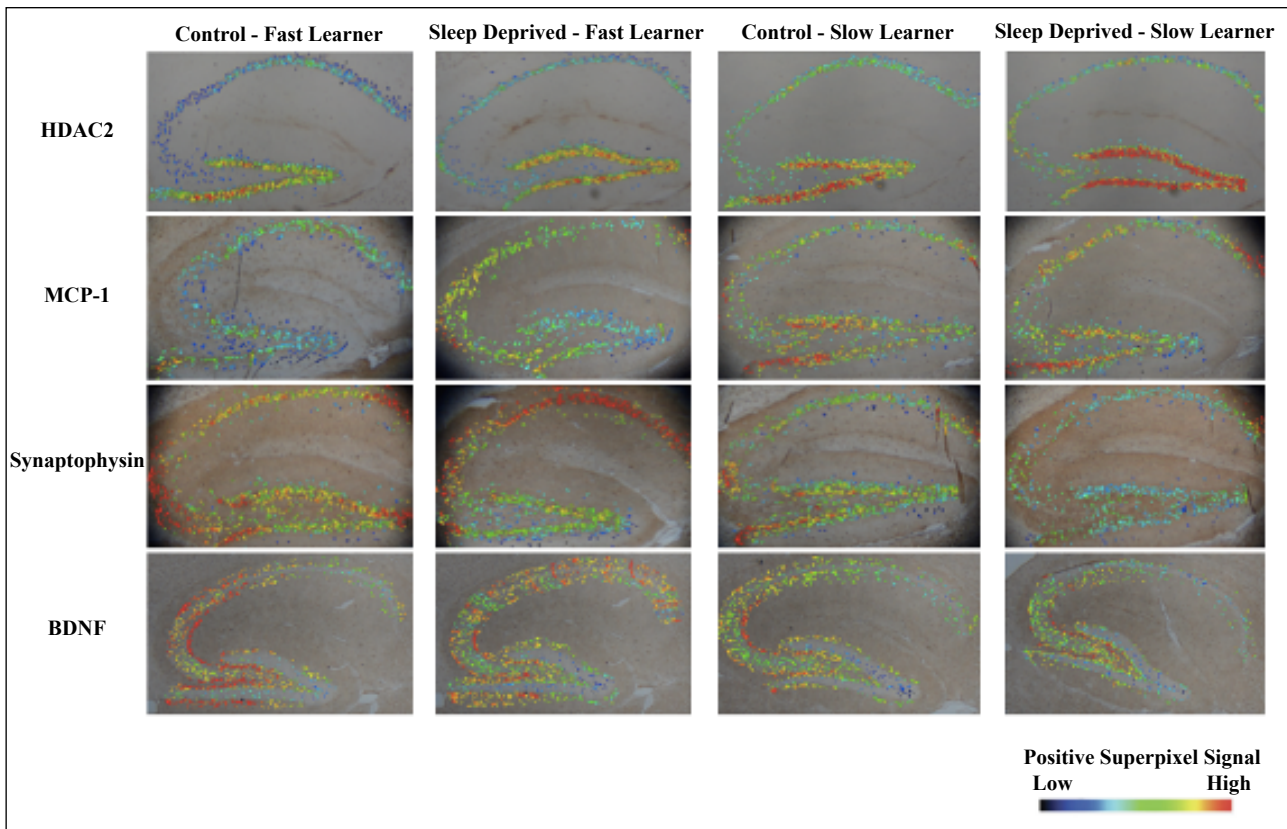 Control - Fast Learner
Sleep Deprived - Fast Learner
Control - Slow Learner
Sleep Deprived - Slow Learner
HDAC2
MCP-1
Synaptophysin
BDNF
Positive Superpixel Signal
Low
High